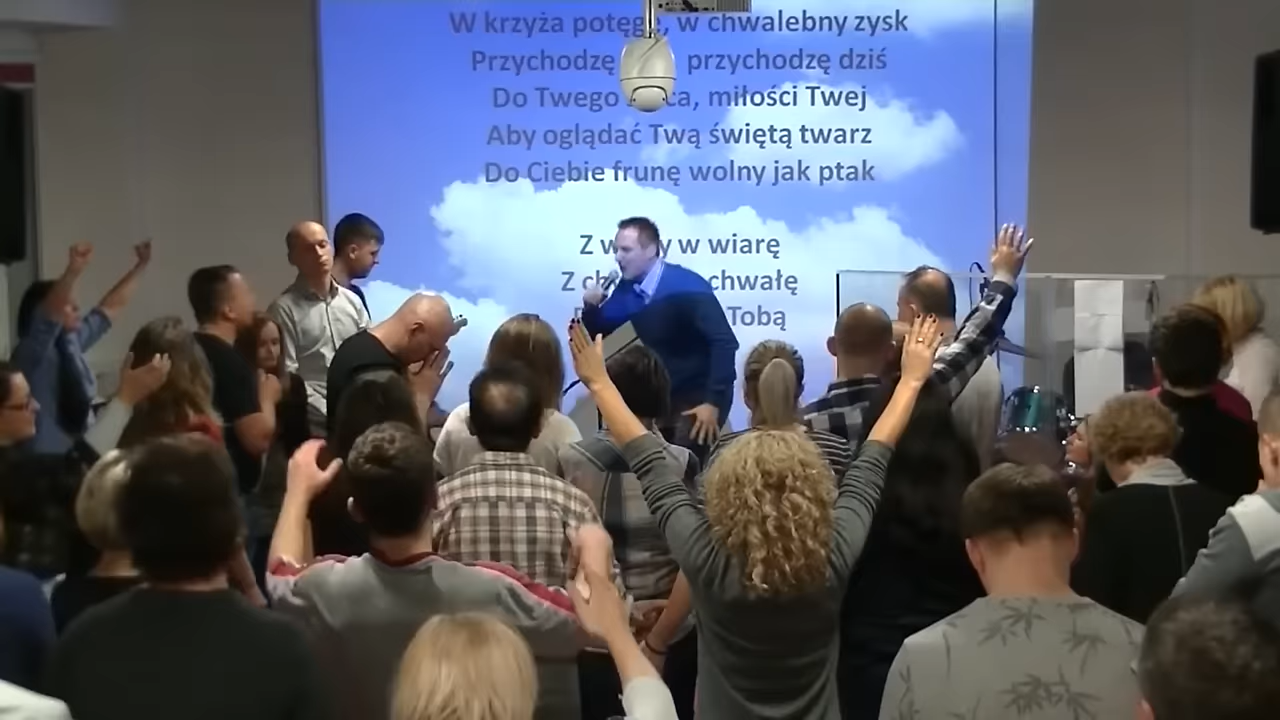 W krzyża potęgę, w chwalebny zysk
Przychodzę przychodzę dziś
Do Twego miłości Twej
Aby oglądać Twą świętą twarz
Do Ciebie frunę wolny jak ptak
Z w wiarę
Z chwałę
Tobą